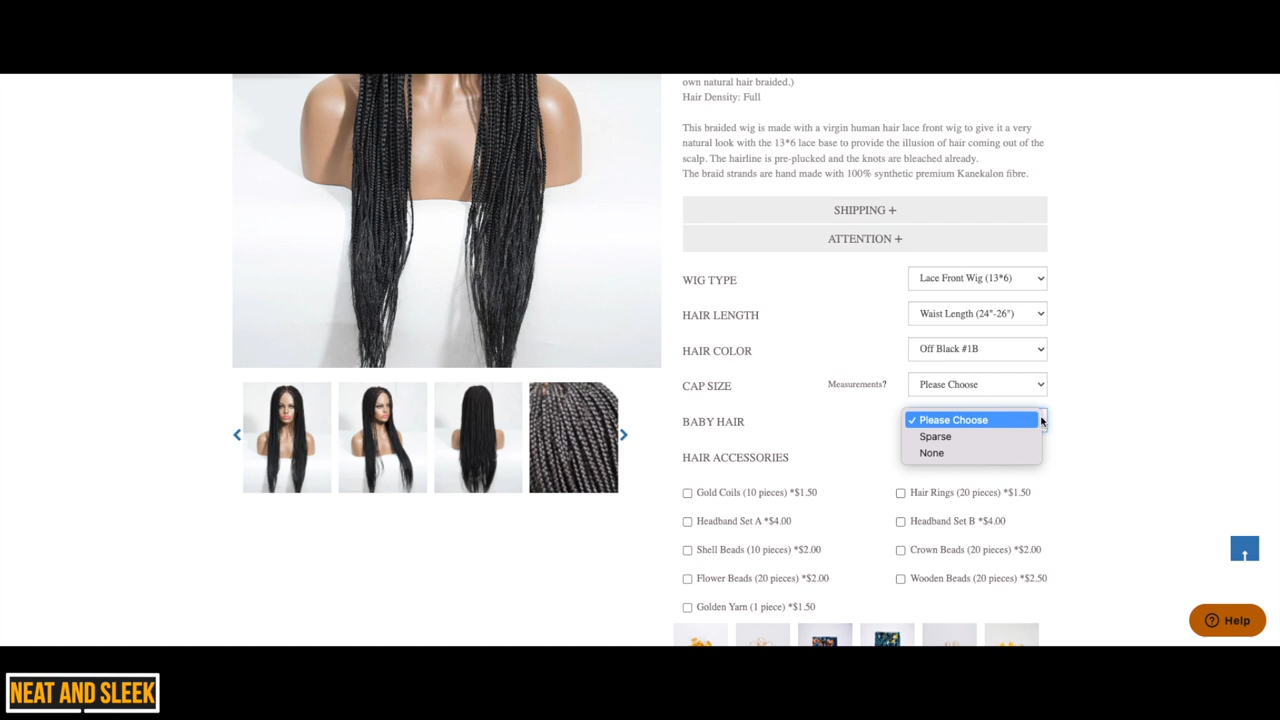 own natural hair braided.)
Hair Density: Full
This braided wig is made with a virgin human hair lace front wig to give it a very
natural look with the 13*6 lace base to provide the illusion of hair coming out of the
scalp. The hairline is pre-plucked and the knots are bleached already.
The braid strands are hand made with 100% synthetic premium Kanekalon fibre.
SHIPPING +
ATTENTION +
WIG TYPE Lace Front Wig (13*6)
HAIR LENGTH Waist Length (24"-26")
HAIR COLOR Off Black #1B
CAP SIZE Measurements? Please Choose
BABY HAIR ✓ Please Choose
Sparse
None
HAIR ACCESSORIES
Gold Coils (10 pieces) *$1.50 Hair Rings (20 pieces) *$1.50
Headband Set A *$4.00 Headband Set B *$4.00
Shell Beads (10 pieces) *$2.00 Crown Beads (20 pieces) *$2.00
Flower Beads (20 pieces) *$2.00 Wooden Beads (20 pieces) *$2.50
Golden Yarn (1 piece) *$1.50
Help
NEAT AND SLEEK